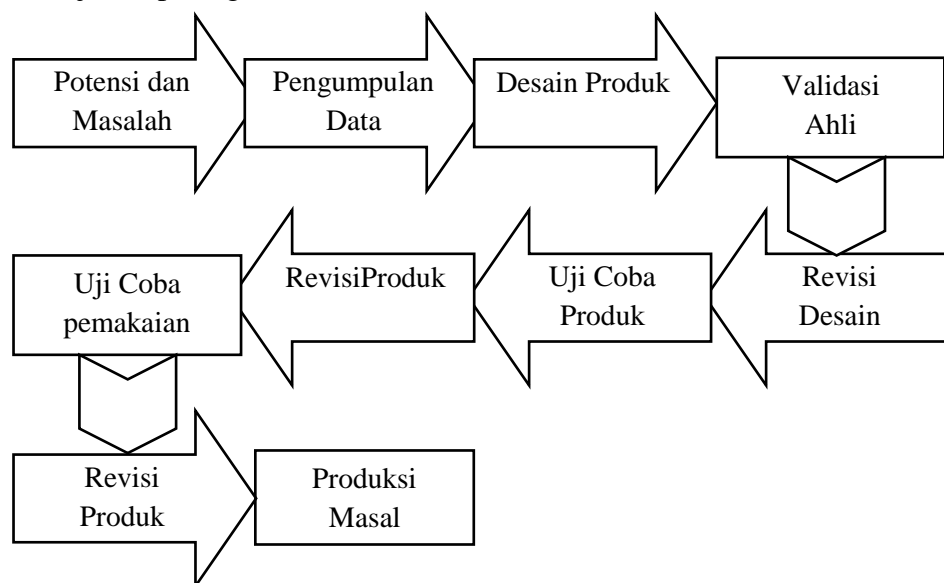 Potensi dan
Masalah
Pengumpulan
Data
Desain Produk
Validasi
Ahli
Revisi
Desain
Uji Coba
Produk
RevisiProduk
Uji Coba
pemakaian
Revisi
Produk
Produksi
Masal